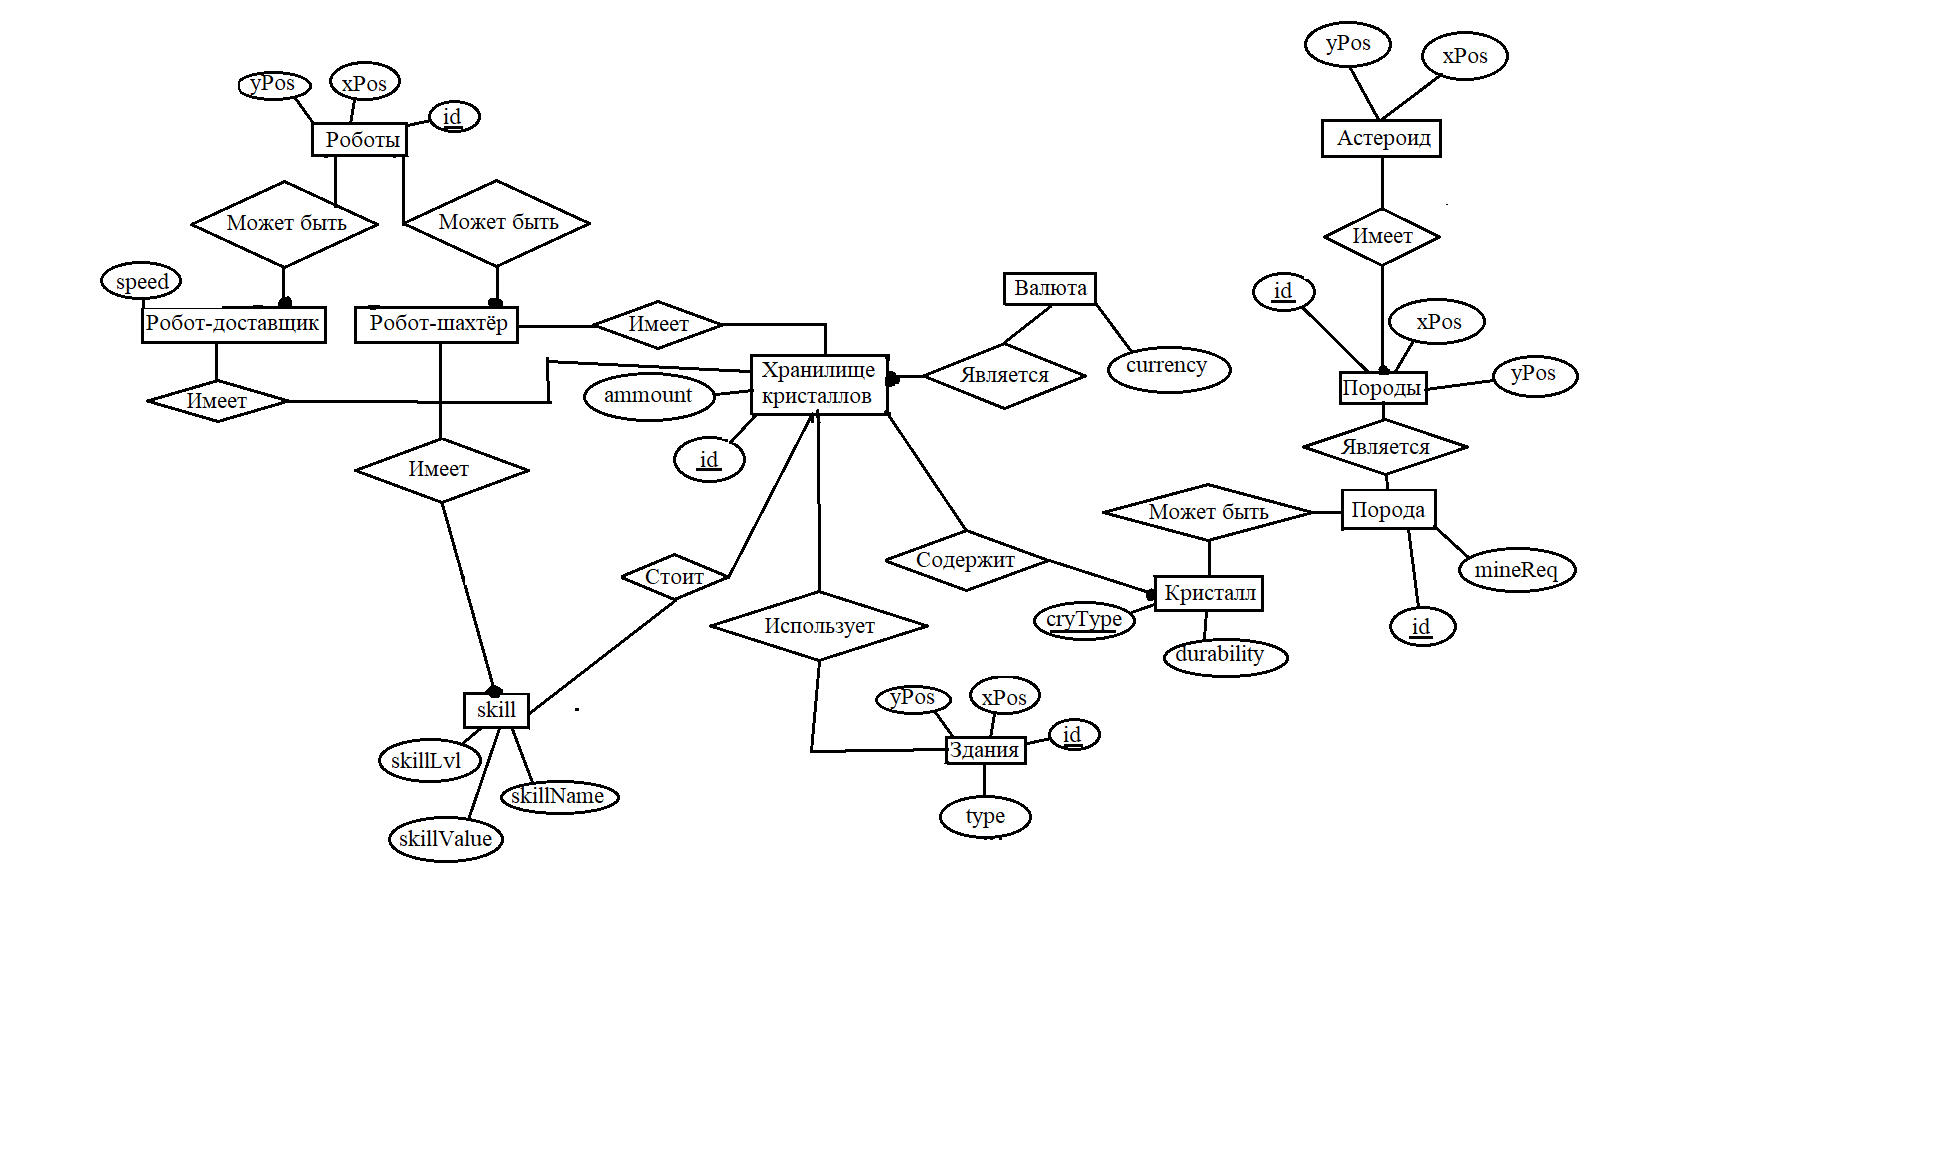 yPos
xPos
yPos
xPos
id
Роботы
Астероид
Может быть
Может быть
Имеет
speed
Валюта
id
xPos
Робот-доставщик
Робот-шахтёр
Имеет
Хранилище
кристаллов
Является
currency
yPos
Породы
Имеет
ammount
id
Имеет
Является
Может быть
Порода
Стоит
Содержит
mineReq
Кристалл
cryType
id
Использует
durability
yPos
xPos
id
skill
Здания
skillLvl
skillName
type
skillValue